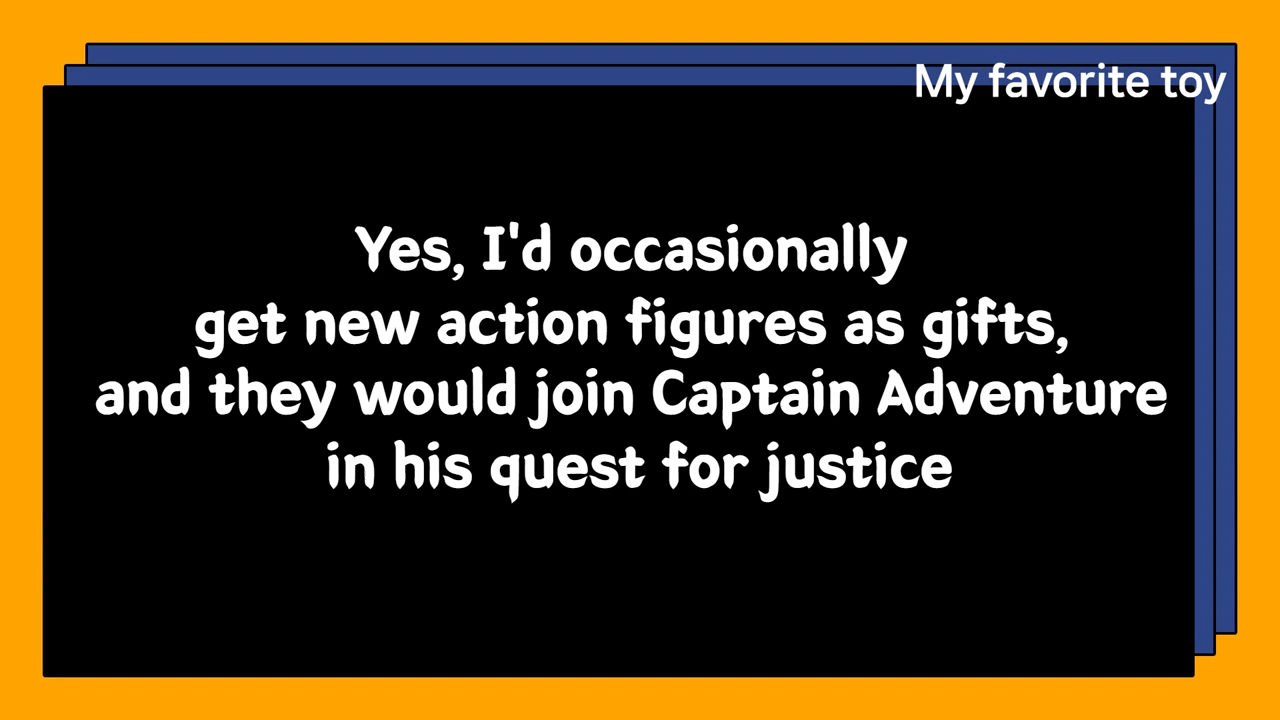 My favorite toy
Yes, I'd occasionally
get new action figures as gifts,
and they would join Captain Adventure
in his quest for justice